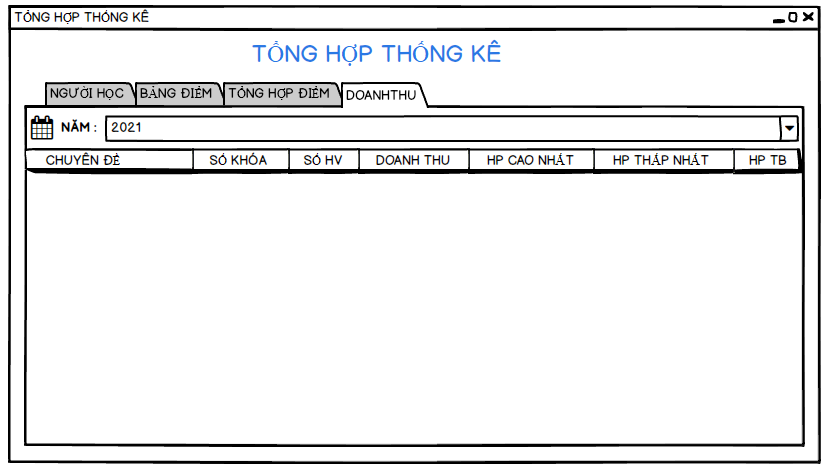 TỔNG HỢP THỐNG KÊ
TỔNG HỢP THỐNG KÊ
NGƯỜI HỌC BẢNG ĐIỂM TỔNG HỢP ĐIỂM DOANHTHU
NĂM : 2021
CHUYÊN ĐỀ SỐ KHÓA SỐ HV DOANH THU HP CAO NHẤT HP THẤP NHẤT HP TB